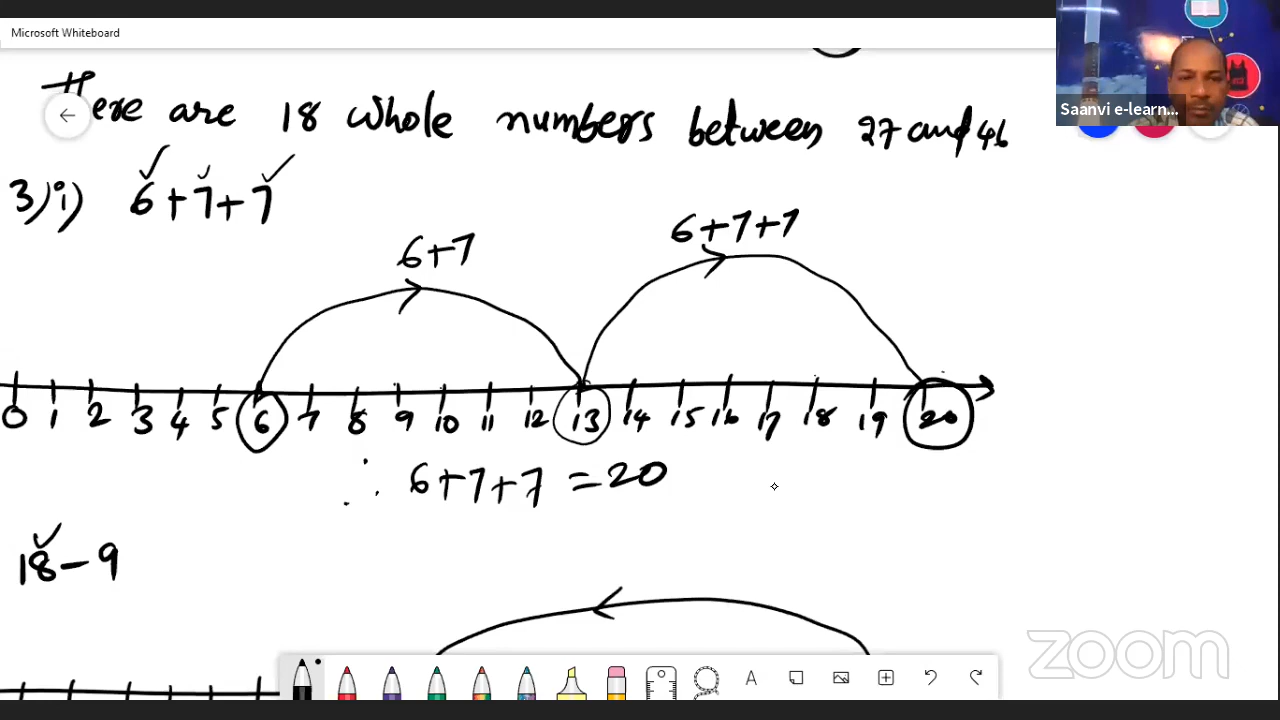 Microsoft Whiteboard
Saanvi e-learn...
There are 18 whole numbers between 27 and 46
3)i) 6+7+7
6+7
6+7+7
0 1 2 3 4 5 6 7 8 9 10 11 12 13 14 15 16 17 18 19 20
∴ 6+7+7 = 20
18-9
A
zoom